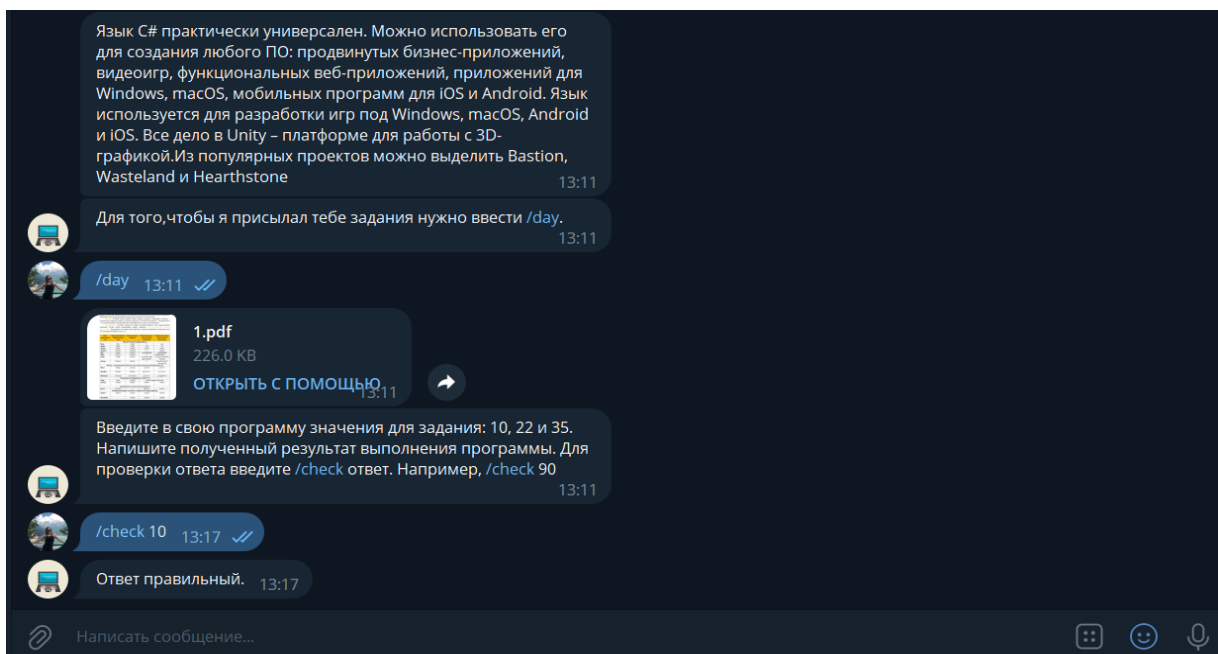 Язык C# практически универсален. Можно использовать его
для создания любого ПО: продвинутых бизнес-приложений,
видеоигр, функциональных веб-приложений, приложений для
Windows, macOS, мобильных программ для iOS и Android. Язык
используется для разработки игр под Windows, macOS, Android
и iOS. Все дело в Unity – платформе для работы с 3D-
графикой.Из популярных проектов можно выделить Bastion,
Wasteland и Hearthstone
13:11
Для того,чтобы я присылал тебе задания нужно ввести /day.
13:11
/day 13:11
1.pdf
226.0 KB
ОТКРЫТЬ С ПОМОЩЬЮ
13:11
Введите в свою программу значения для задания: 10, 22 и 35.
Напишите полученный результат выполнения программы. Для
проверки ответа введите /check ответ. Например, /check 90
13:11
/check 10 13:17
Ответ правильный. 13:17
Написать сообщение...